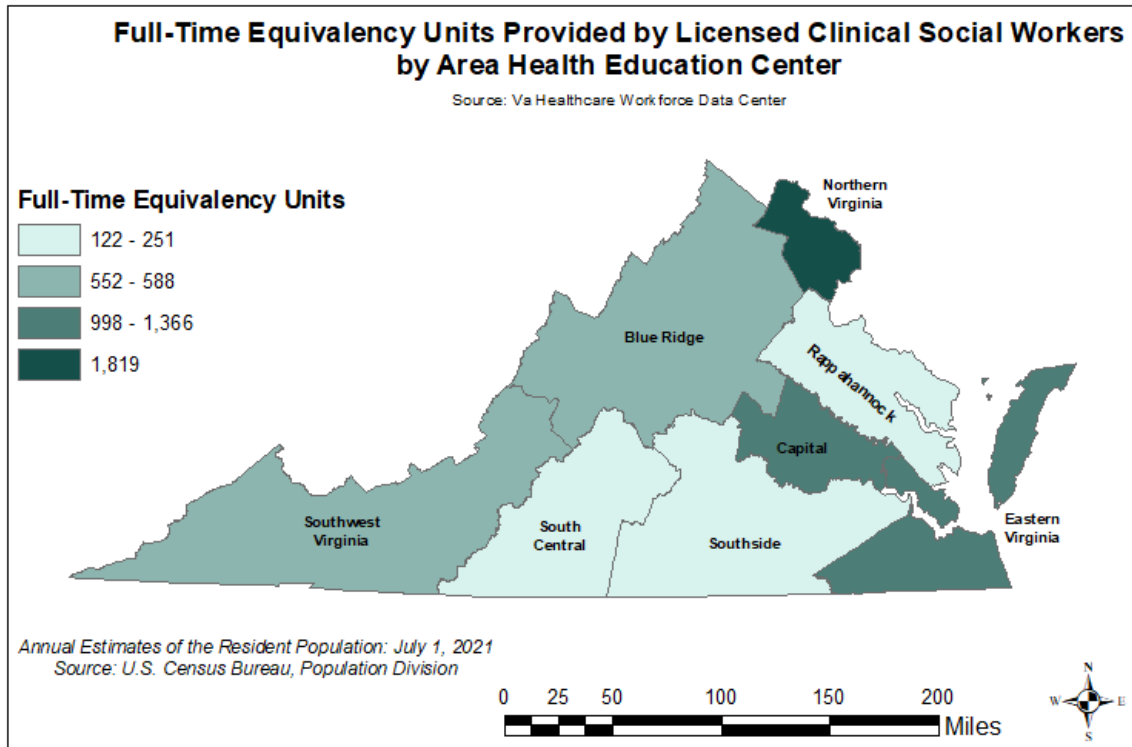 Full-Time Equivalency Units Provided by Licensed Clinical Social Workers
by Area Health Education Center
Source: Va Healthcare Workforce Data Center
Full-Time Equivalency Units
122 - 251
552 - 588
998 - 1,366
1,819
Northern
Virginia
Blue Ridge
Rappahannock
Capital
Southwest
Virginia
South
Central
Southside
Eastern
Virginia
Annual Estimates of the Resident Population: July 1, 2021
Source: U.S. Census Bureau, Population Division
0 25 50 100 150 200
Miles
N
W E
S